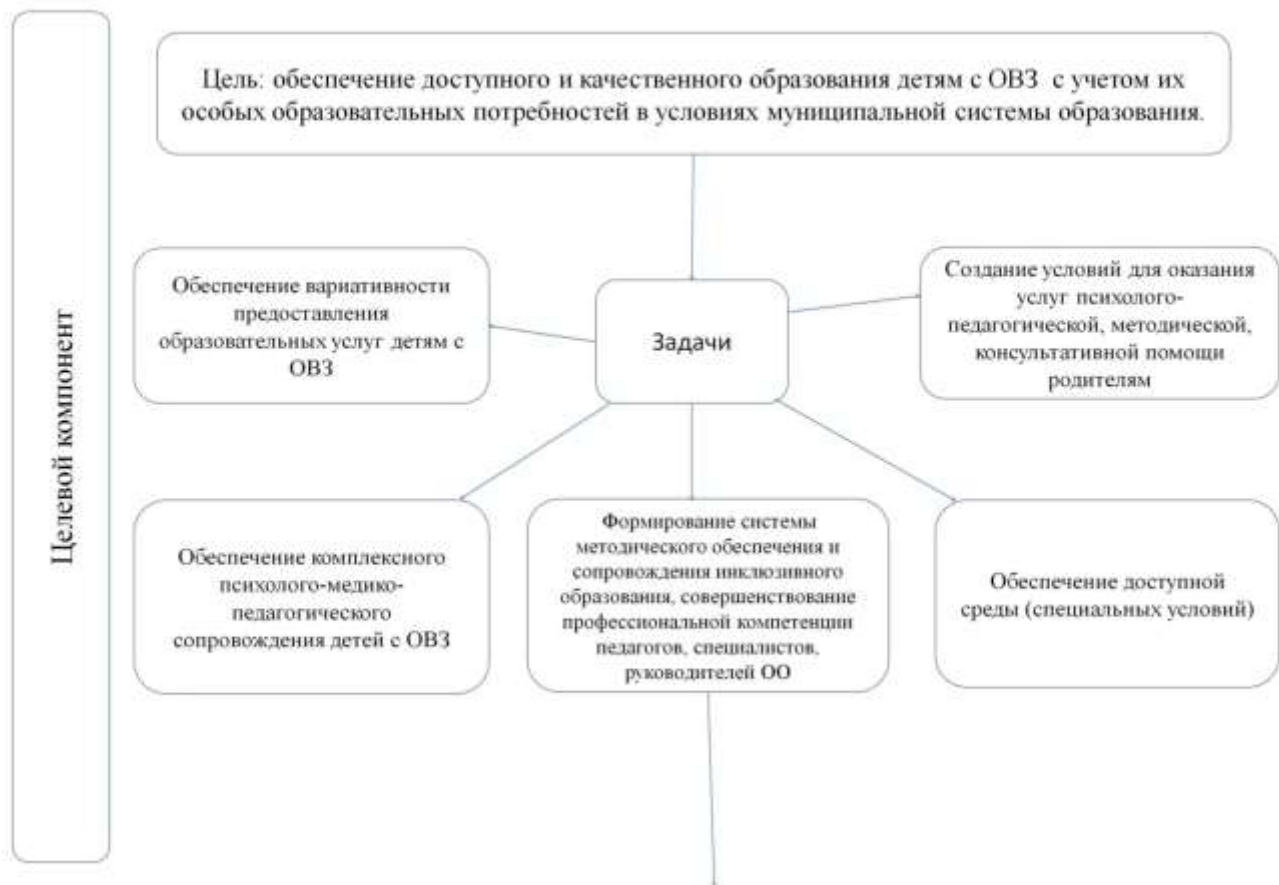 Целевой компонент
Цель: обеспечение доступного и качественного образования детям с ОВЗ с учетом их
особых образовательных потребностей в условиях муниципальной системы образования.
Обеспечение вариативности
предоставления
образовательных услуг детям с
ОВЗ
Задачи
Создание условий для оказания
услуг психолого-
педагогической, методической,
консультативной помощи
родителям
Обеспечение комплексного
психолого-медико-
педагогического
сопровождения детей с ОВЗ
Формирование системы
методического обеспечения и
сопровождения инклюзивного
образования, совершенствование
профессиональной компетенции
педагогов, специалистов,
руководителей ОО
Обеспечение доступной
среды (специальных условий)